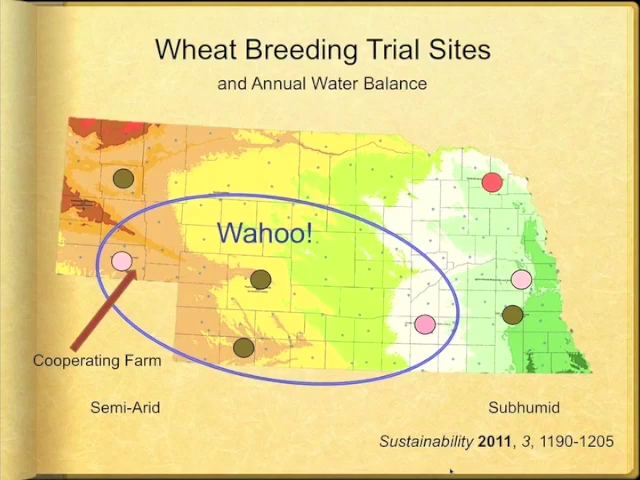 Wheat Breeding Trial Sites
and Annual Water Balance
Wahoo!
Cooperating Farm
Semi-Arid
Subhumid
Sustainability 2011, 3, 1190-1205